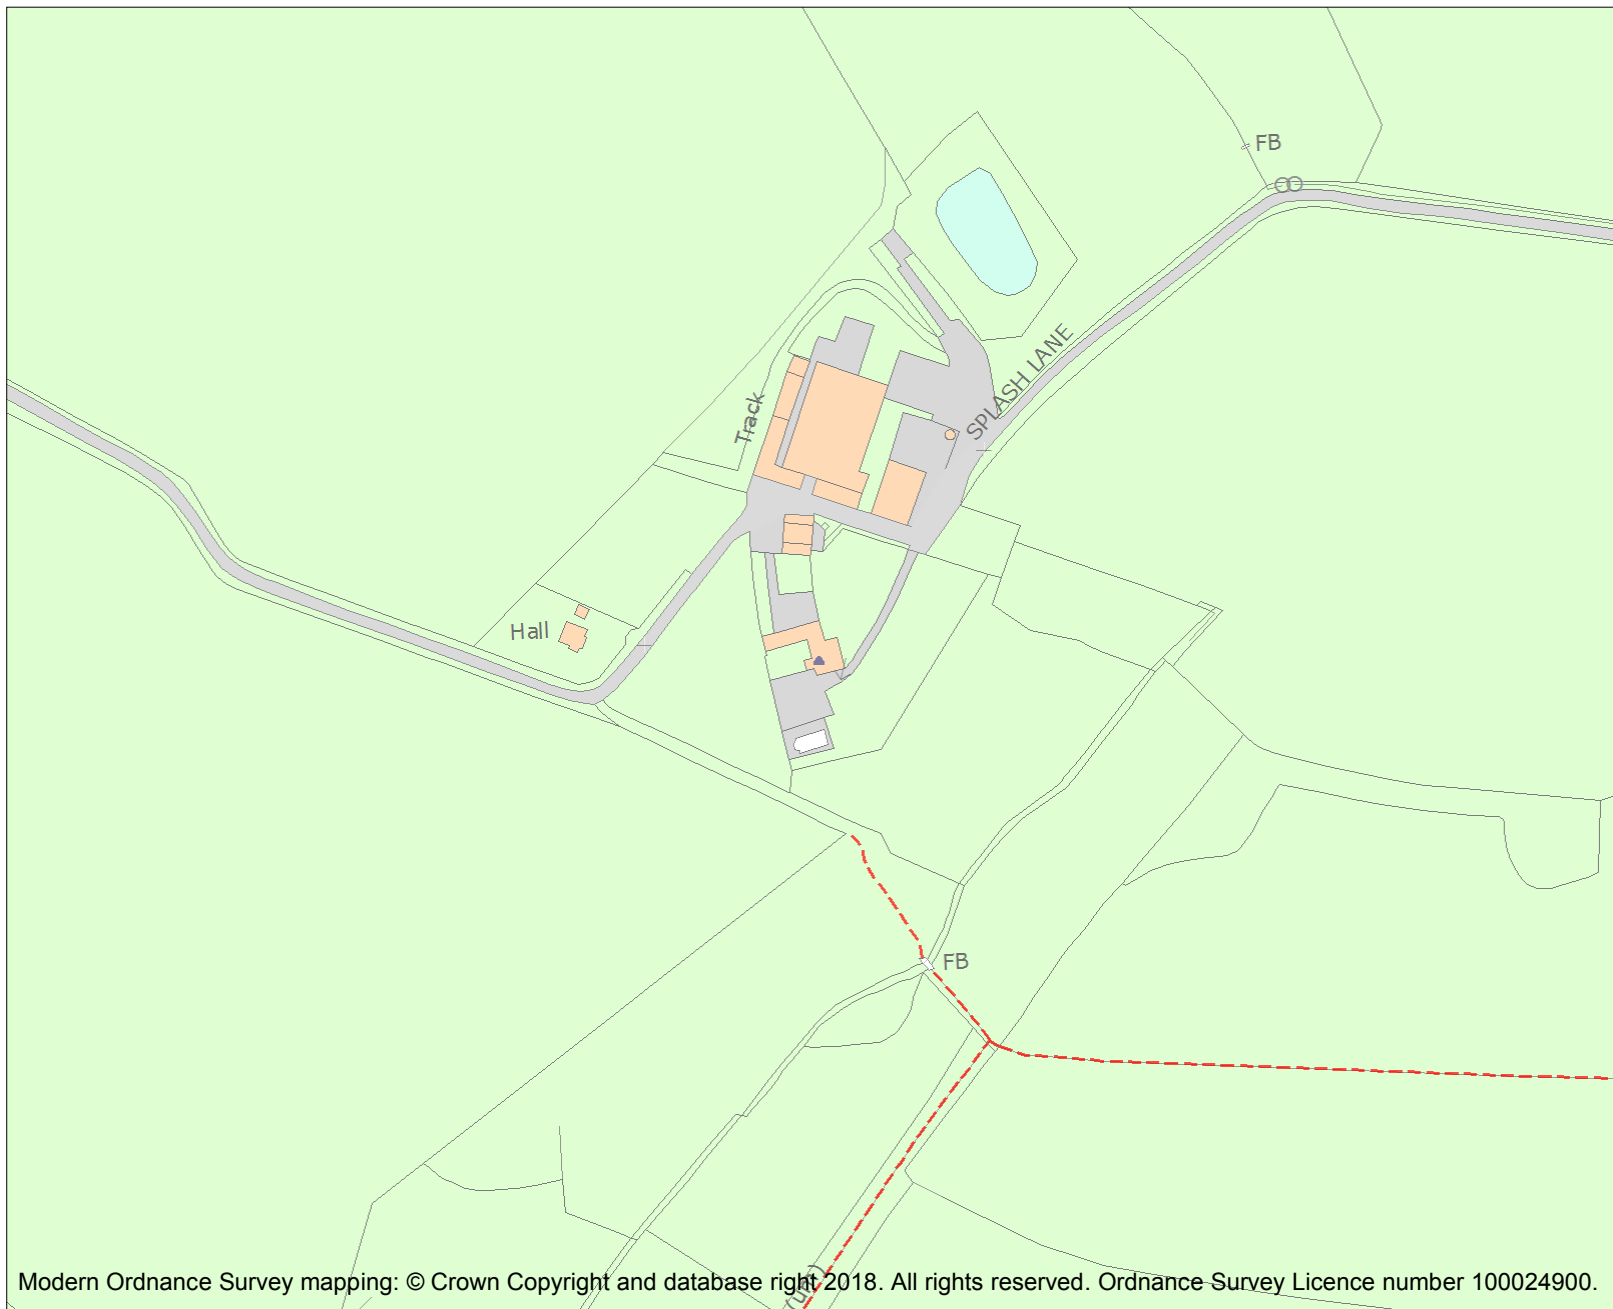 FB
SPLASH LANE
Track
Hall
FB
Modern Ordnance Survey mapping: © Crown Copyright and database right 2018. All rights reserved. Ordnance Survey Licence number 100024900.